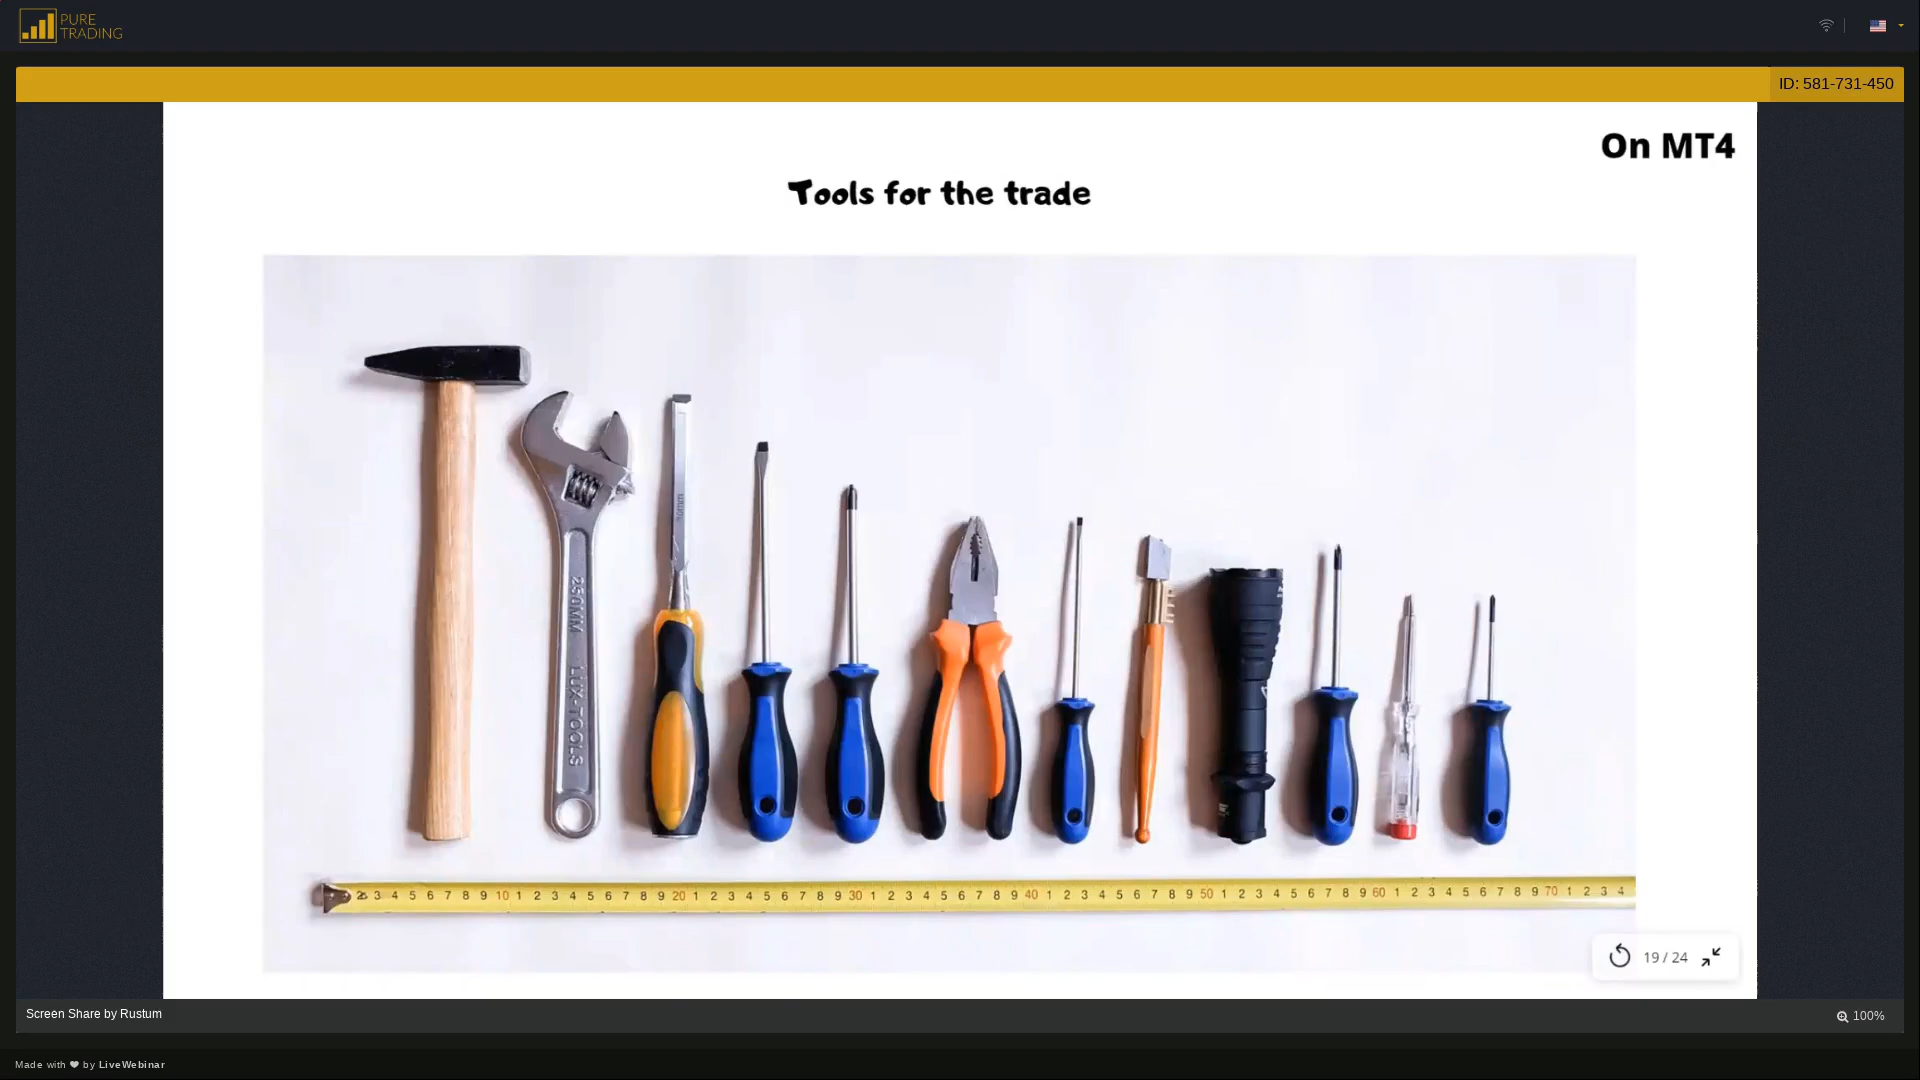 PURE
TRADING
ID: 581-731-450
On MT4
Tools for the trade
250MM LUX-TOOLS
2 3 4 5 6 7 8 9 10 1 2 3 4 5 6 7 8 9 20 1 2 3 4 5 6 7 8 9 30 1 2 3 4 5 6 7 8 9 40 1 2 3 4 5 6 7 8 9 50 1 2 3 4 5 6 7 8 9 60 1 2 3 4 5 6 7 8 9 70 1 2 3 4
19 / 24
Screen Share by Rustum
100%
Made with ❤ by LiveWebinar